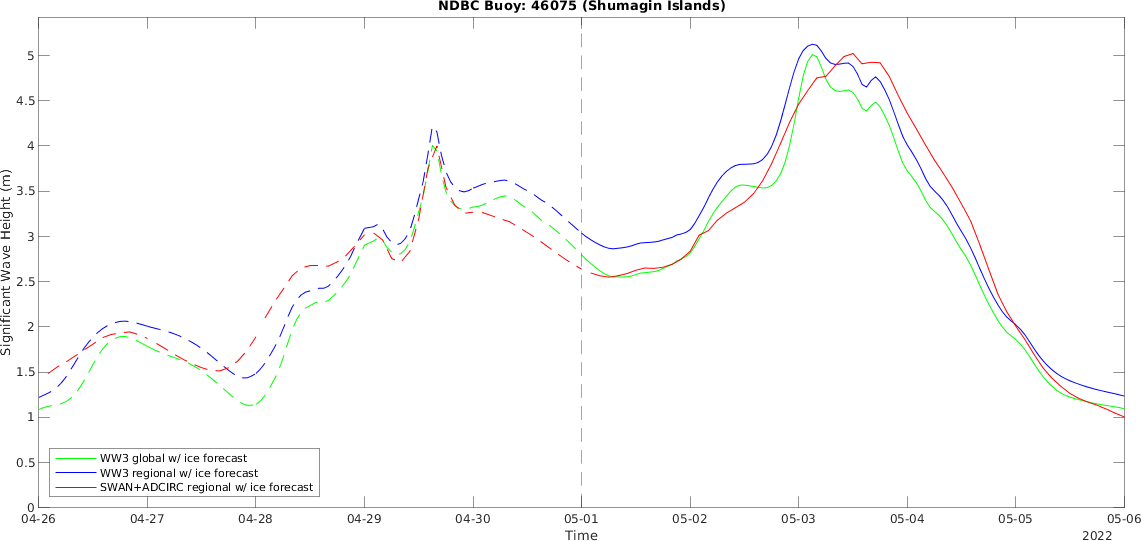 NDBC Buoy: 46075 (Shumagin Islands)
Significant Wave Height (m)
5
4.5
4
3.5
3
2.5
2
1.5
1
0.5
0
WW3 global w/ ice forecast
WW3 regional w/ ice forecast
SWAN+ADCIRC regional w/ ice forecast
04-26 04-27 04-28 04-29 04-30 05-01 05-02 05-03 05-04 05-05 05-06
Time
2022